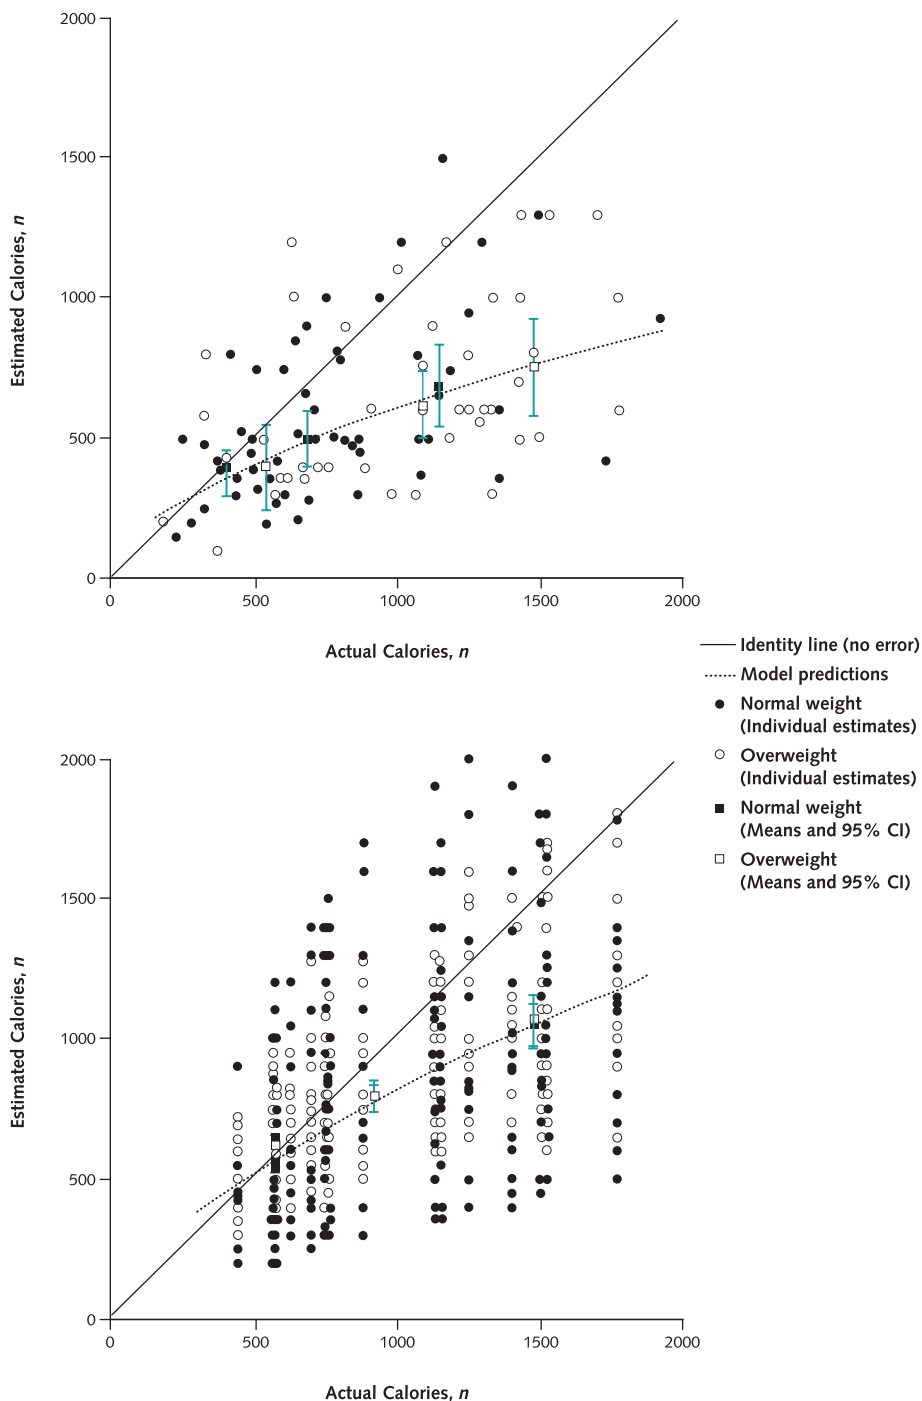 2000
1500
1000
500
0
Estimated Calories, n
0 500 1000 1500 2000
Actual Calories, n
Identity line (no error)
Model predictions
Normal weight
(Individual estimates)
Overweight
(Individual estimates)
Normal weight
(Means and 95% CI)
Overweight
(Means and 95% CI)
2000
1500
1000
500
0
Estimated Calories, n
0 500 1000 1500 2000
Actual Calories, n